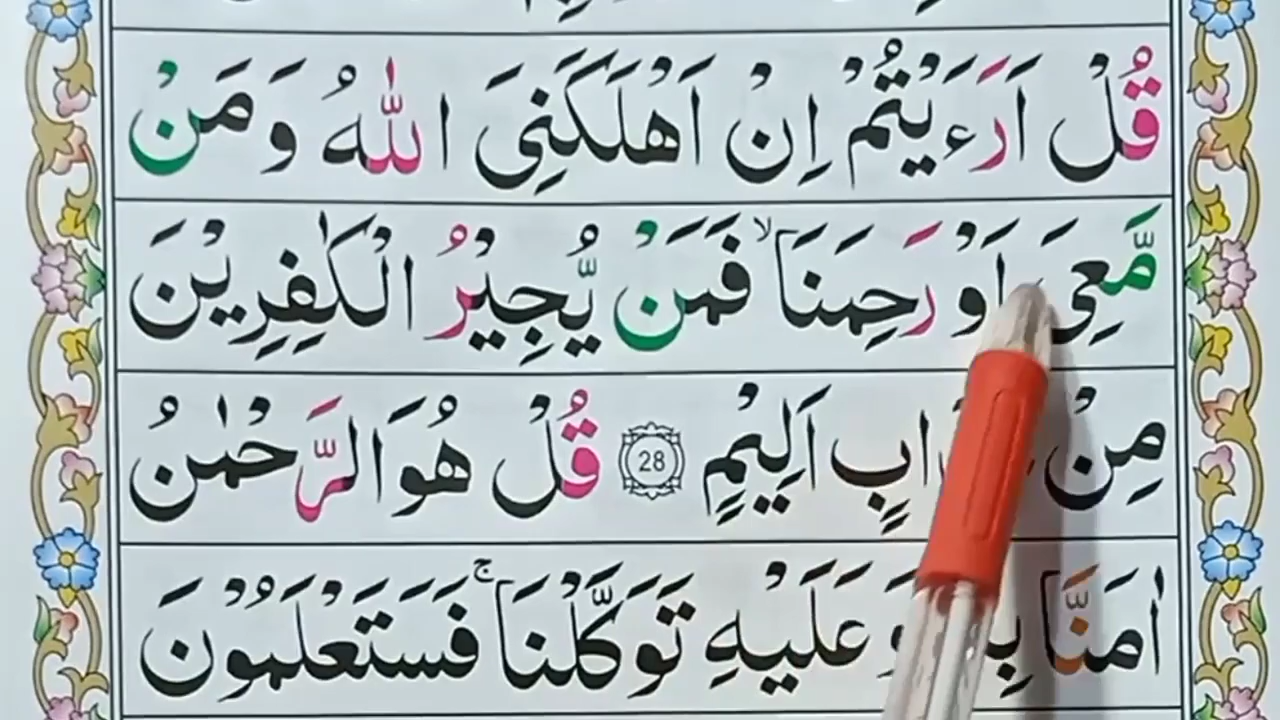 قُلْ اَرَءَيْتُمْ اِنْ اَهْلَكَنِىَ اللّٰهُ وَمَنْ
مَّعِىَ اَوْ رَحِمَنَا ۙ فَمَنْ يُّجِيْرُ الْكٰفِرِيْنَ
مِنْ اَلِيْمٍ 28 قُلْ هُوَ الرَّحْمٰنُ
اٰمَنَّا وَعَلَيْهِ تَوَكَّلْنَا ۚ فَسَتَعْلَمُوْنَ